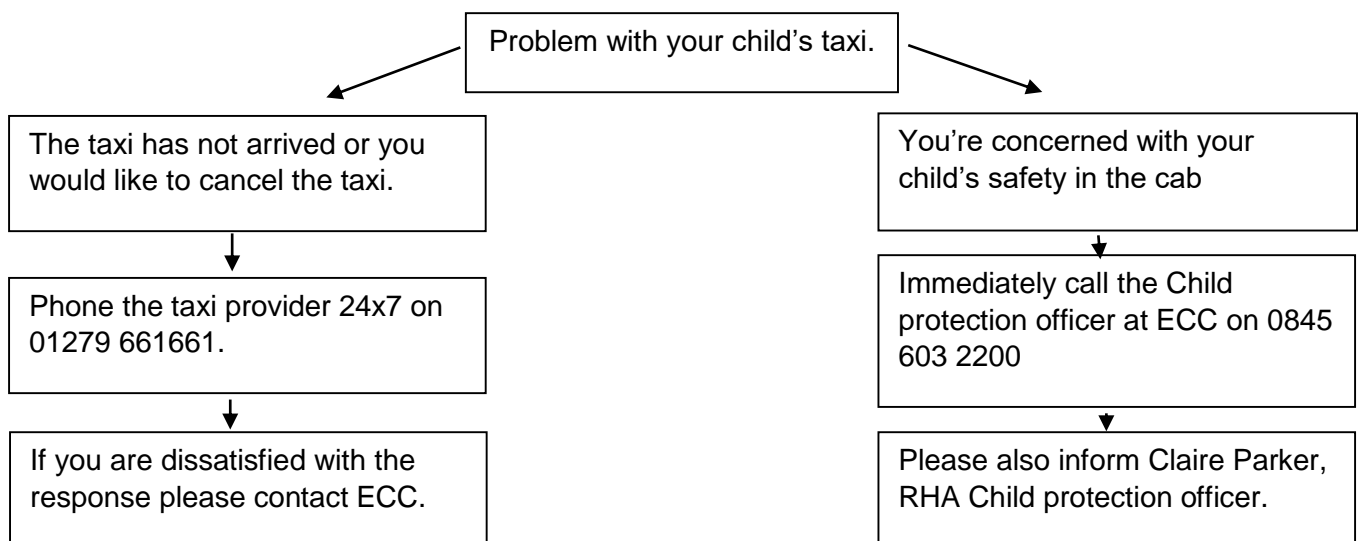 Problem with your child’s taxi.
The taxi has not arrived or you
would like to cancel the taxi.
Phone the taxi provider 24x7 on
01279 661661.
If you are dissatisfied with the
response please contact ECC.
You’re concerned with your
child’s safety in the cab
Immediately call the Child
protection officer at ECC on 0845
603 2200
Please also inform Claire Parker,
RHA Child protection officer.